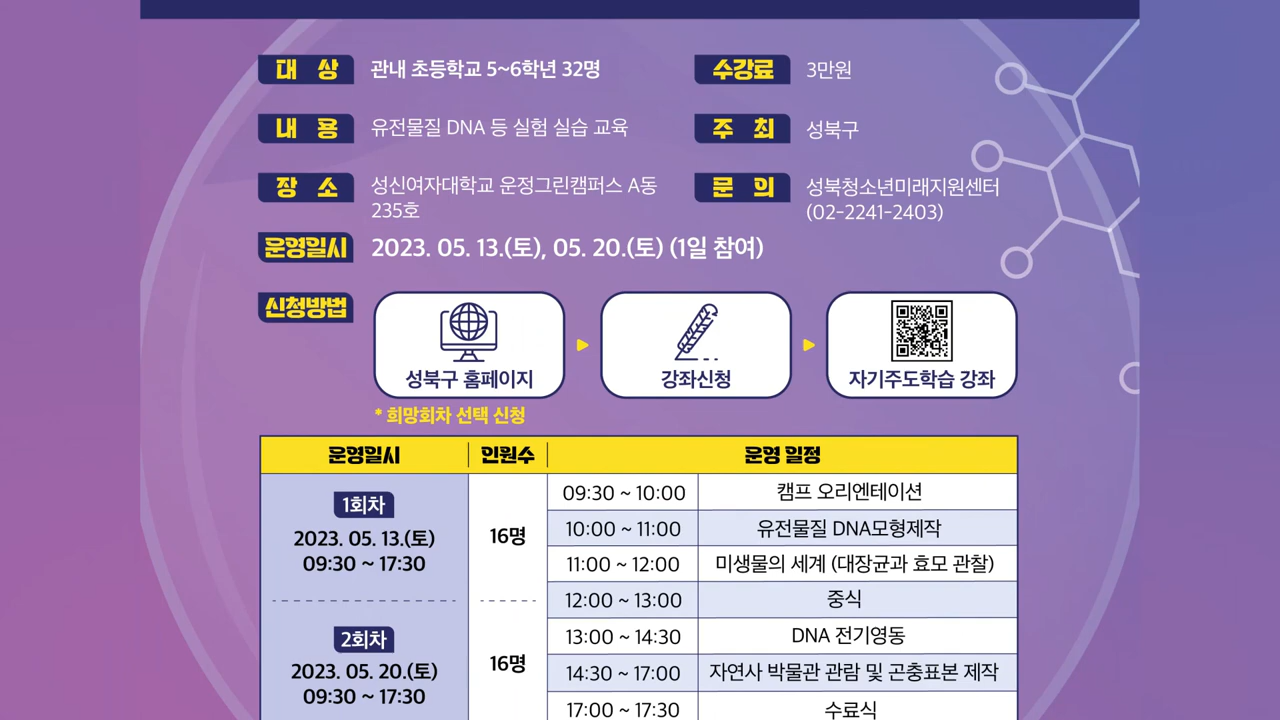 대 상 관내 초등학교 5~6학년 32명
수강료 3만원
내 용 유전물질 DNA 등 실험 실습 교육
주 최 성북구
장 소 성신여자대학교 운정그린캠퍼스 A동
235호
문 의 성북청소년미래지원센터
(02-2241-2403)
운영일시 2023. 05. 13.(토), 05. 20.(토) (1일 참여)
신청방법
성북구 홈페이지
강좌신청
자기주도학습 강좌
* 희망회차 선택 신청
운영일시 인원수 운영 일정
1회차
2023. 05. 13.(토)
09:30 ~ 17:30
16명
2회차
2023. 05. 20.(토)
09:30 ~ 17:30
16명
09:30 ~ 10:00 캠프 오리엔테이션
10:00 ~ 11:00 유전물질 DNA모형제작
11:00 ~ 12:00 미생물의 세계 (대장균과 효모 관찰)
12:00 ~ 13:00 중식
13:00 ~ 14:30 DNA 전기영동
14:30 ~ 17:00 자연사 박물관 관람 및 곤충표본 제작
17:00 ~ 17:30 수료식